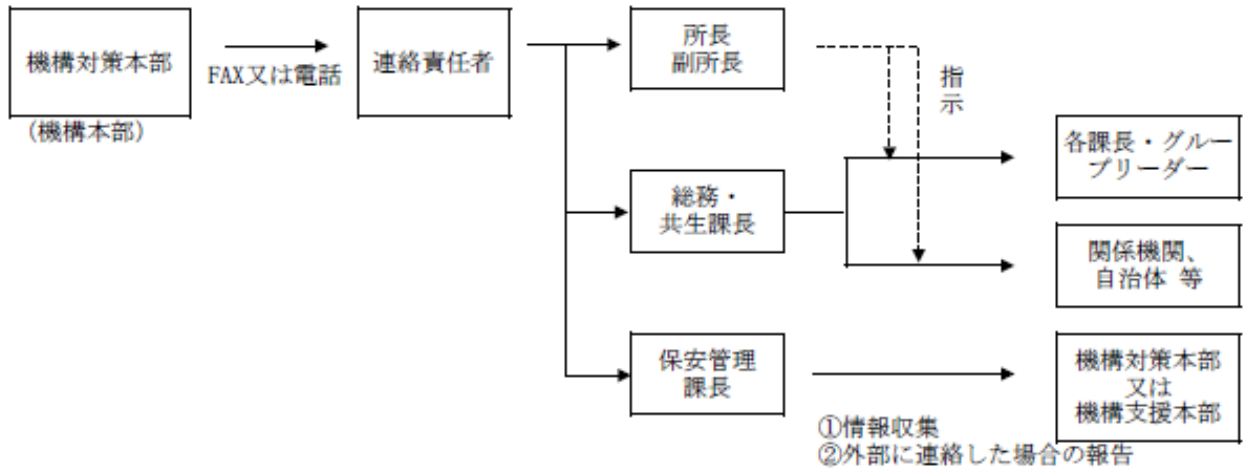 機構対策本部
(機構本部)
FAX又は電話
連絡責任者
所長
副所長
指
示
総務・
共生課長
各課長・グルー
プリーダー
関係機関、
自治体 等
保安管理
課長
①情報収集
②外部に連絡した場合の報告
機構対策本部
又は
機構支援本部